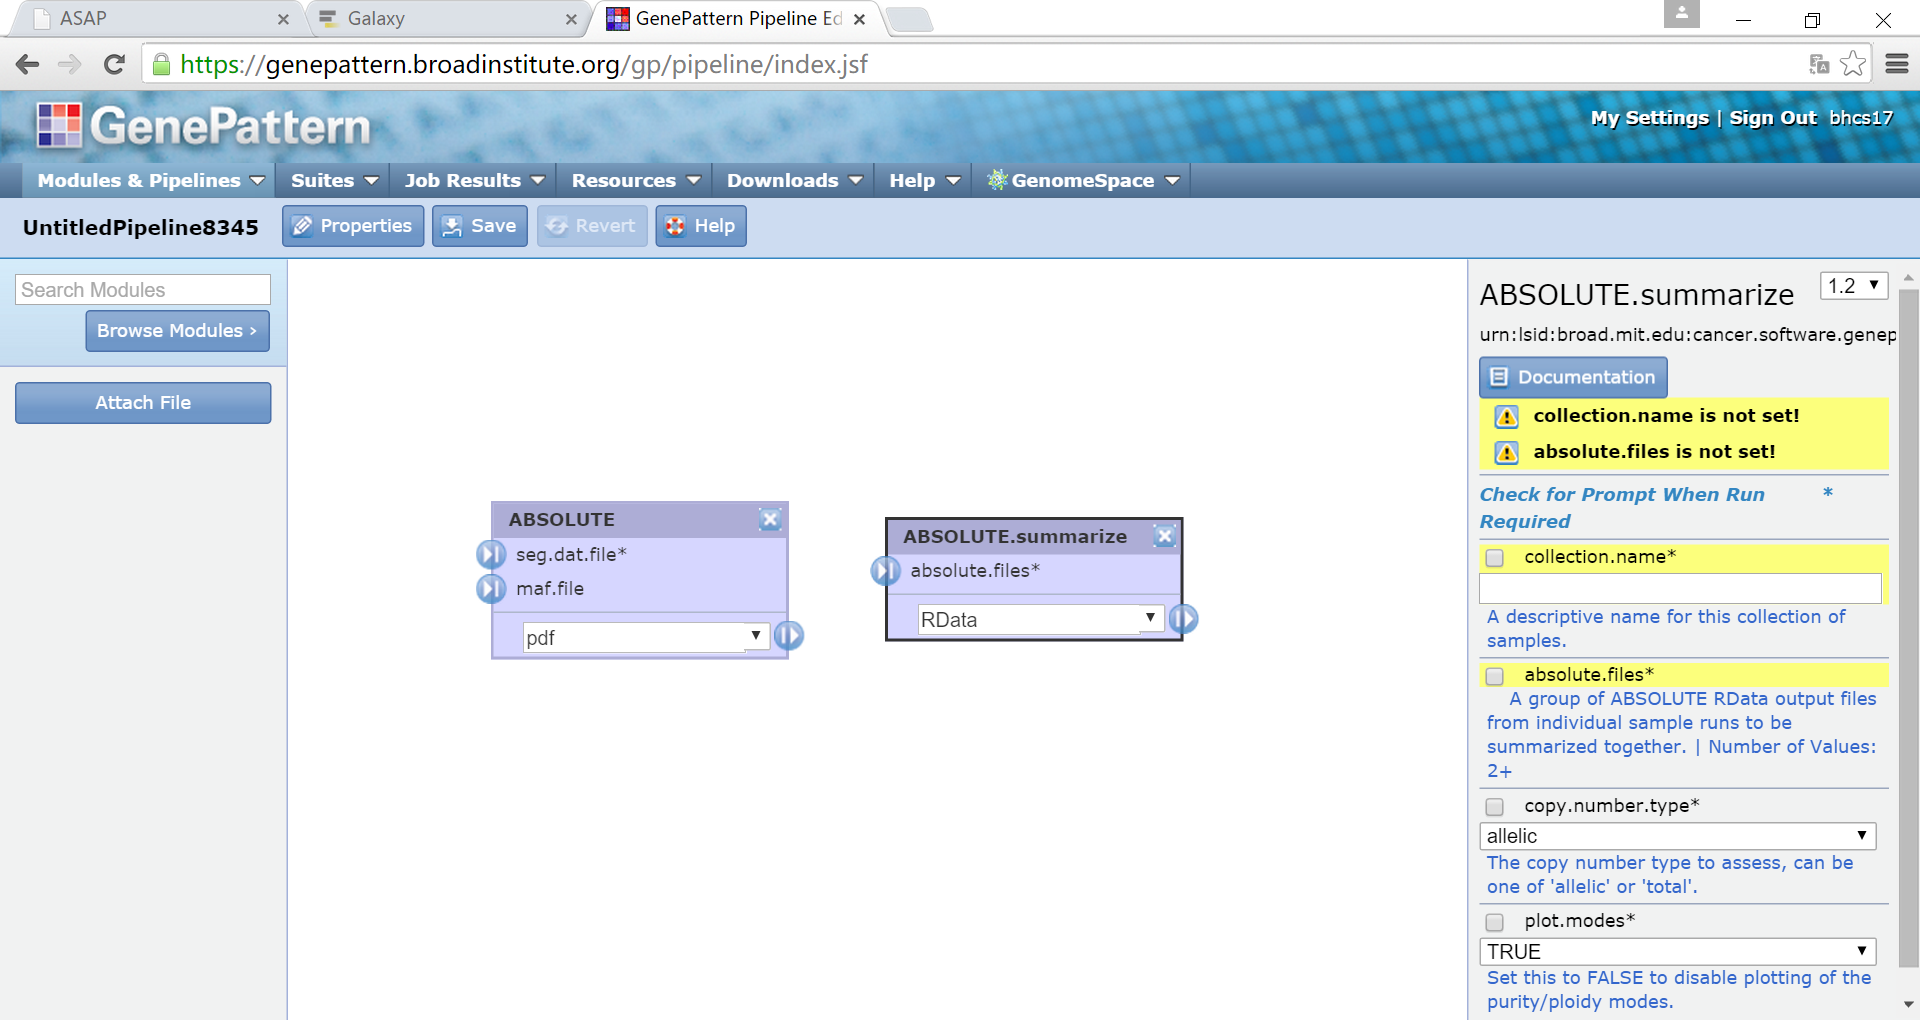 ASAP
Galaxy
GenePattern Pipeline Ed
https://genepattern.broadinstitute.org/gp/pipeline/index.jsf
GenePattern
My Settings | Sign Out bhcs17
Modules & Pipelines Suites Job Results Resources Downloads Help GenomeSpace
UntitledPipeline8345 Properties Save Revert Help
Search Modules
Browse Modules ›
Attach File
ABSOLUTE
seg.dat.file*
maf.file
pdf
ABSOLUTE.summarize
absolute.files*
RData
ABSOLUTE.summarize 1.2
urn:lsid:broad.mit.edu:cancer.software.genep
Documentation
collection.name is not set!
absolute.files is not set!
Check for Prompt When Run *
Required
collection.name*
A descriptive name for this collection of
samples.
absolute.files*
A group of ABSOLUTE RData output files
from individual sample runs to be
summarized together. | Number of Values:
2+
copy.number.type*
allelic
The copy number type to assess, can be
one of 'allelic' or 'total'.
plot.modes*
TRUE
Set this to FALSE to disable plotting of the
purity/ploidy modes.